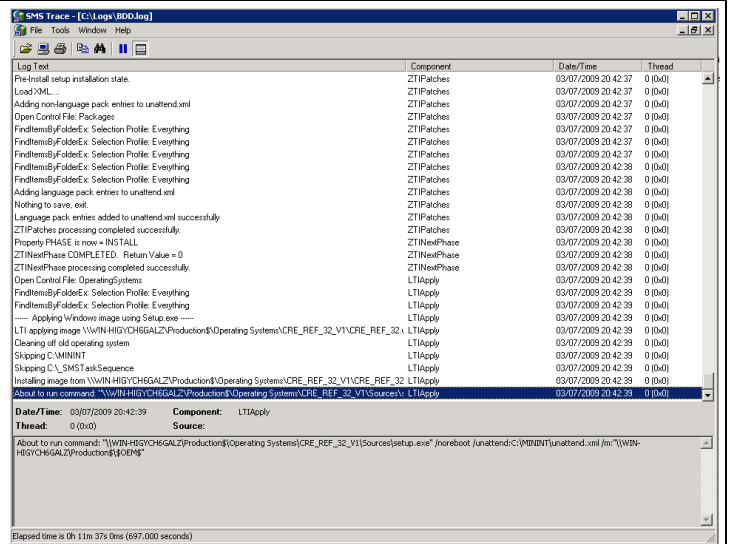 SMS Trace - [C:\Logs\BDD.log]
File Tools Window Help
Log Text Component Date/Time Thread
Pre-Install setup installation state. ZTIPatches 03/07/2009 20:42:37 0 (0x0)
Load XML.... ZTIPatches 03/07/2009 20:42:37 0 (0x0)
Adding non-language pack entries to unattend.xml ZTIPatches 03/07/2009 20:42:37 0 (0x0)
Open Control File: Packages ZTIPatches 03/07/2009 20:42:37 0 (0x0)
FindItemsByFolderEx: Selection Profile: Everything ZTIPatches 03/07/2009 20:42:37 0 (0x0)
FindItemsByFolderEx: Selection Profile: Everything ZTIPatches 03/07/2009 20:42:37 0 (0x0)
FindItemsByFolderEx: Selection Profile: Everything ZTIPatches 03/07/2009 20:42:37 0 (0x0)
FindItemsByFolderEx: Selection Profile: Everything ZTIPatches 03/07/2009 20:42:38 0 (0x0)
FindItemsByFolderEx: Selection Profile: Everything ZTIPatches 03/07/2009 20:42:38 0 (0x0)
Adding language pack entries to unattend.xml ZTIPatches 03/07/2009 20:42:38 0 (0x0)
Nothing to save, exit. ZTIPatches 03/07/2009 20:42:38 0 (0x0)
Language pack entries added to unattend.xml successfully ZTIPatches 03/07/2009 20:42:38 0 (0x0)
ZTIPatches processing completed successfully. ZTIPatches 03/07/2009 20:42:38 0 (0x0)
Property PHASE is now = INSTALL ZTINextPhase 03/07/2009 20:42:38 0 (0x0)
ZTINextPhase COMPLETED. Return Value = 0 ZTINextPhase 03/07/2009 20:42:38 0 (0x0)
ZTINextPhase processing completed successfully. ZTINextPhase 03/07/2009 20:42:38 0 (0x0)
Open Control File: OperatingSystems LTIApply 03/07/2009 20:42:39 0 (0x0)
FindItemsByFolderEx: Selection Profile: Everything LTIApply 03/07/2009 20:42:39 0 (0x0)
FindItemsByFolderEx: Selection Profile: Everything LTIApply 03/07/2009 20:42:39 0 (0x0)
------ Applying Windows image using Setup.exe ------ LTIApply 03/07/2009 20:42:39 0 (0x0)
LTI applying image \\WIN-HIGYCH6GALZ\Production$\Operating Systems\CRE_REF_32_V1\CRE_REF_32.\ LTIApply 03/07/2009 20:42:39 0 (0x0)
Cleaning off old operating system LTIApply 03/07/2009 20:42:39 0 (0x0)
Skipping C:\MININT LTIApply 03/07/2009 20:42:39 0 (0x0)
Skipping C:\_SMSTaskSequence LTIApply 03/07/2009 20:42:39 0 (0x0)
Installing image from \\WIN-HIGYCH6GALZ\Production$\Operating Systems\CRE_REF_32_V1\CRE_REF_32 LTIApply 03/07/2009 20:42:39 0 (0x0)
About to run command: "\\WIN-HIGYCH6GALZ\Production$\Operating Systems\CRE_REF_32_V1\Sources\s LTIApply 03/07/2009 20:42:39 0 (0x0)
Date/Time: 03/07/2009 20:42:39 Component: LTIApply
Thread: 0 (0x0) Source:
About to run command: "\\WIN-HIGYCH6GALZ\Production$\Operating Systems\CRE_REF_32_V1\Sources\setup.exe" /noreboot /unattend:C:\MININT\unattend.xml /m:"\\WIN-
HIGYCH6GALZ\Production$\$OEM$"
Elapsed time is 0h 11m 37s 0ms (697.000 seconds)